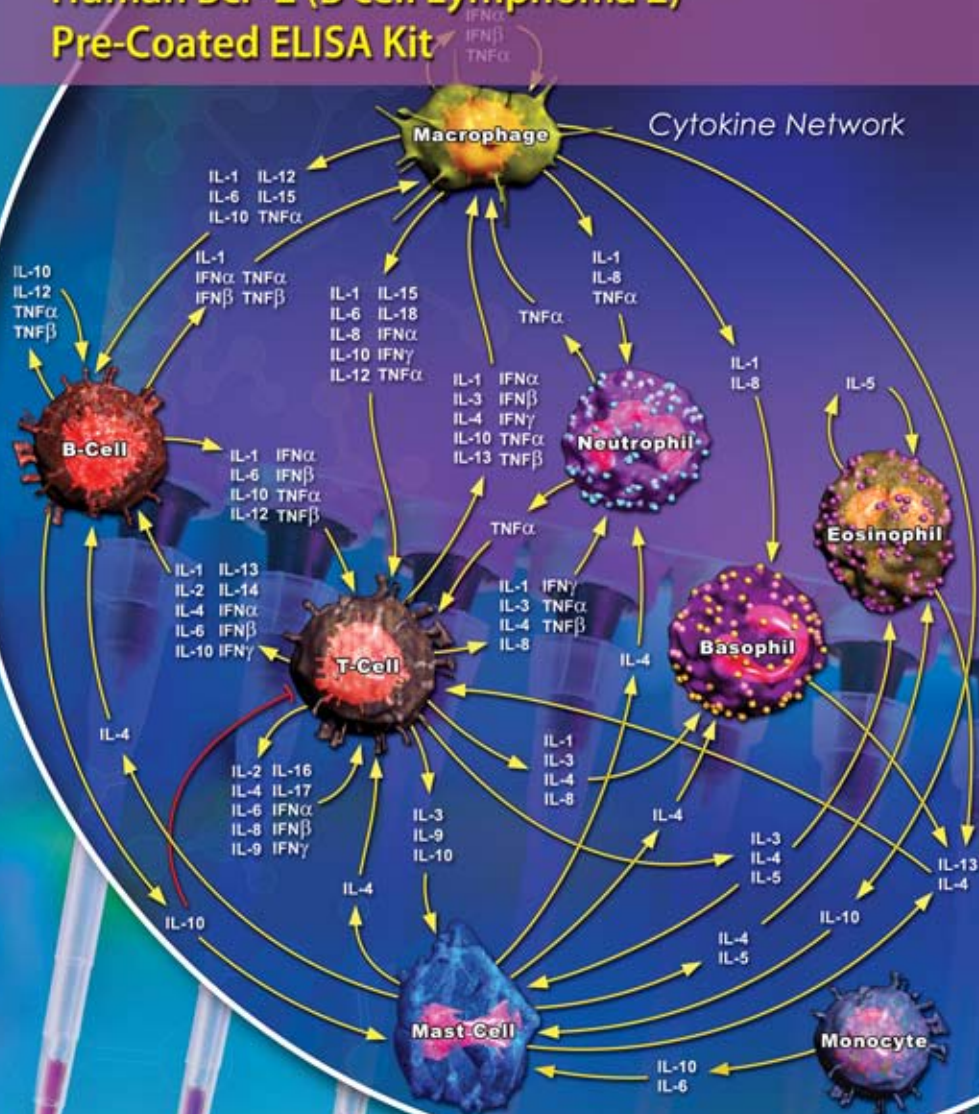 Human Bcl-2 (B cell Lymphoma 2)
Pre-Coated ELISA Kit
IFNα
IFNβ
TNFα
Macrophage
Cytokine Network
IL-1 IL-12
IL-6 IL-15
IL-10 TNFα
IL-1
IFNα TNFα
IFNβ TNFβ
IL-10
IL-12
TNFα
TNFβ
IL-1 IL-15
IL-6 IL-18
IL-8 IFNα
IL-10 IFNγ
IL-12 TNFα
IL-1
IL-8
TNFα
TNFα
IL-1 IFNα
IL-3 IFNβ
IL-4 IFNγ
IL-10 TNFα
IL-13 TNFβ
IL-1
IL-8
IL-5
B-Cell
Neutrophil
IL-1 IFNα
IL-6 IFNβ
IL-10 TNFα
IL-12 TNFβ
TNFα
Eosinophil
IL-1 IL-13
IL-2 IL-14
IL-4 IFNα
IL-6 IFNβ
IL-10 IFNγ
IL-1 IFNγ
IL-3 TNFα
IL-4 TNFβ
IL-8
T-Cell
IL-4
Basophil
IL-4
IL-2 IL-16
IL-4 IL-17
IL-6 IFNα
IL-8 IFNβ
IL-9 IFNγ
IL-1
IL-3
IL-4
IL-8
IL-3
IL-9
IL-10
IL-4
IL-3
IL-4
IL-5
IL-13
IL-4
IL-4
IL-10
IL-10
IL-4
IL-5
Mast Cell
Monocyte
IL-10
IL-6